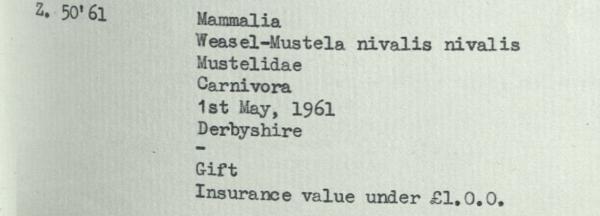 Z. 50'61
Mammalia
Weasel-Mustela nivalis nivalis
Mustelidae
Carnivora
1st May, 1961
Derbyshire
-
Gift
Insurance value under £1.0.0.